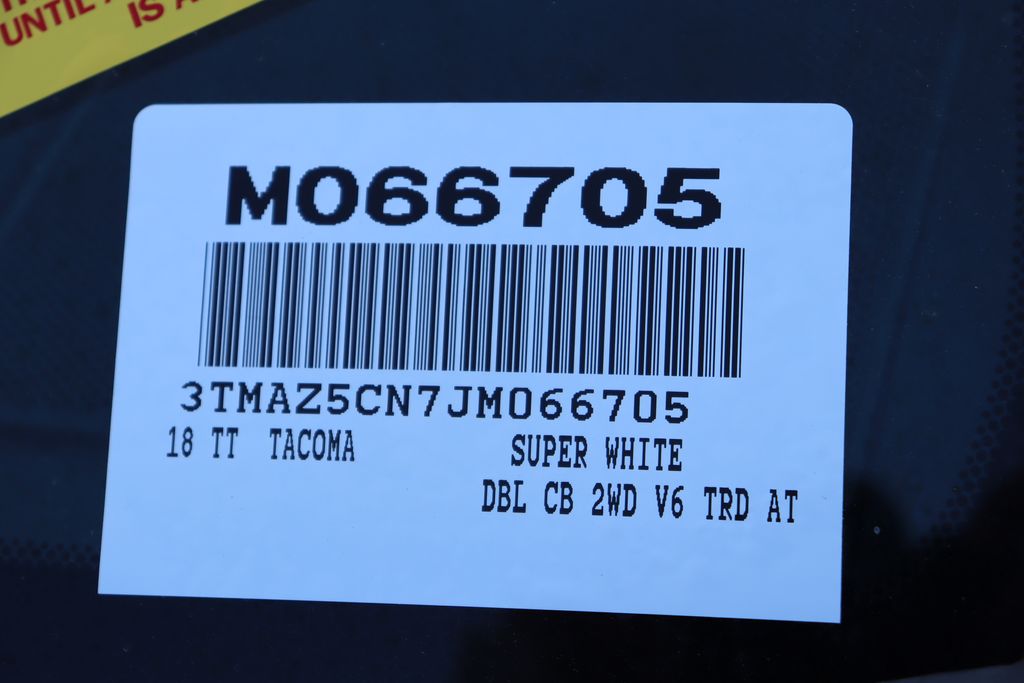 UNTIL
IS A
M066705
3TMAZ5CN7JM066705
18 TT TACOMA SUPER WHITE
DBL CB 2WD V6 TRD AT